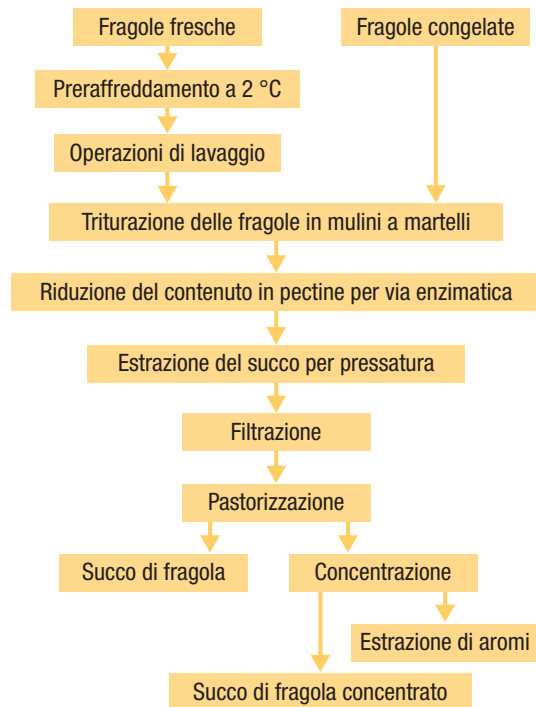 Fragole fresche
Fragole congelate
Preraffreddamento a 2 °C
Operazioni di lavaggio
Triturazione delle fragole in mulini a martelli
Riduzione del contenuto in pectine per via enzimatica
Estrazione del succo per pressatura
Filtrazione
Pastorizzazione
Succo di fragola
Concentrazione
Estrazione di aromi
Succo di fragola concentrato